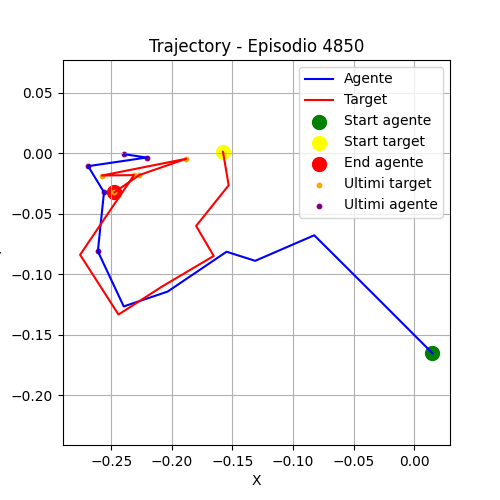 Trajectory - Episodio 4850
Agente
Target
Start agente
Start target
End agente
Ultimi target
Ultimi agente
0.05
0.00
−0.05
−0.10
−0.15
−0.20
−0.25
−0.20
−0.15
−0.10
−0.05
0.00
X